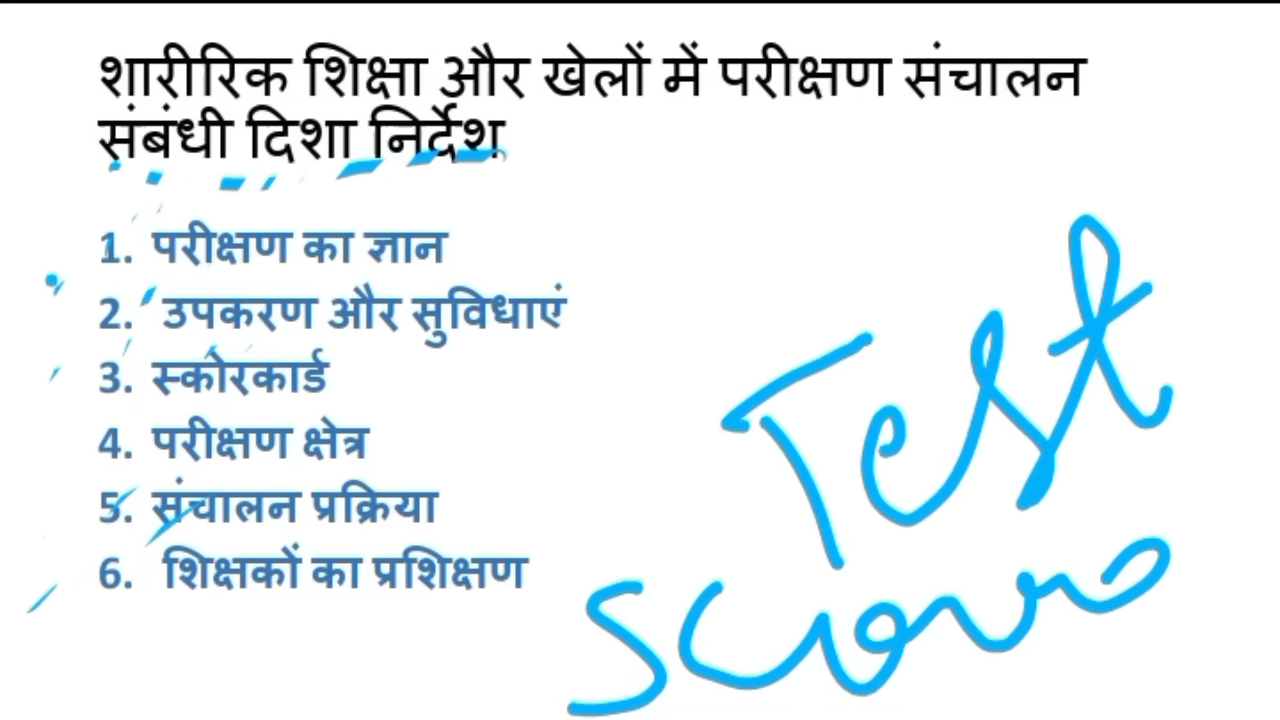 शारीरिक शिक्षा और खेलों में परीक्षण संचालन
संबंधी दिशा निर्देश
1. परीक्षण का ज्ञान
2. उपकरण और सुविधाएं
3. स्कोरकार्ड
4. परीक्षण क्षेत्र
5. संचालन प्रक्रिया
6. शिक्षकों का प्रशिक्षण
Test